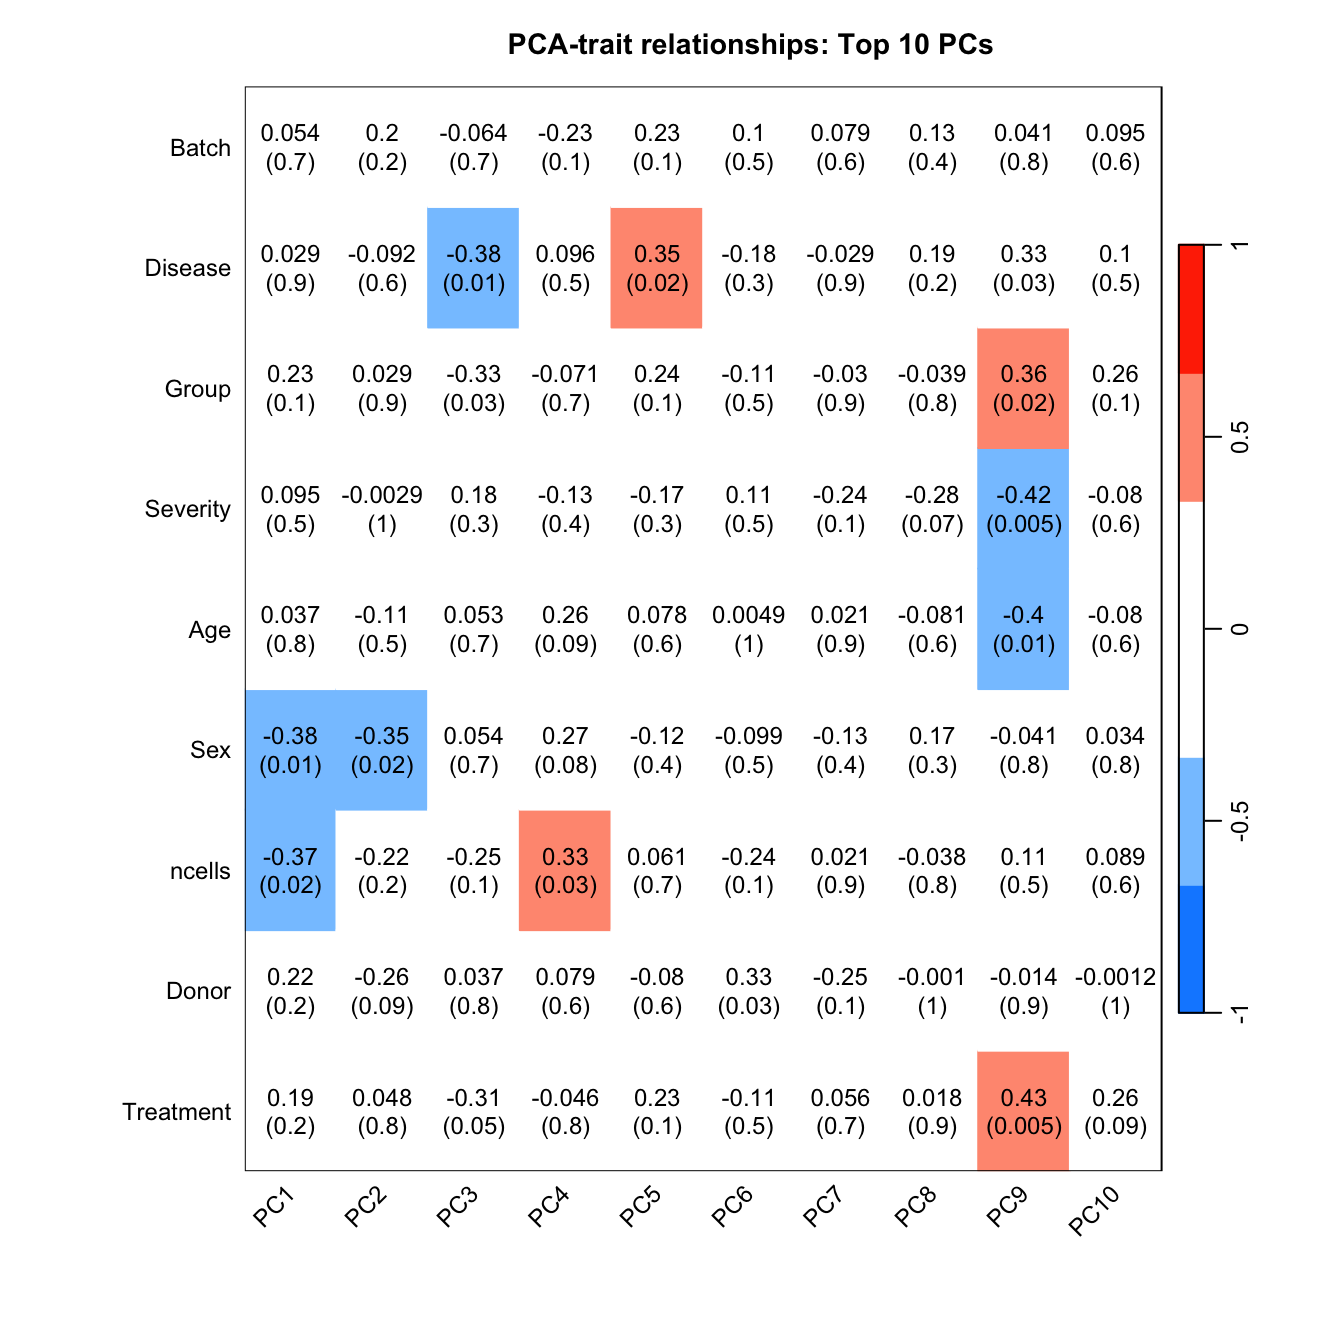 PCA-trait relationships: Top 10 PCs
Batch 0.054 0.2 -0.064 -0.23 0.23 0.1 0.079 0.13 0.041 0.095
(0.7) (0.2) (0.7) (0.1) (0.1) (0.5) (0.6) (0.4) (0.8) (0.6)
Disease 0.029 -0.092 -0.38 0.096 0.35 -0.18 -0.029 0.19 0.33 0.1
(0.9) (0.6) (0.01) (0.5) (0.02) (0.3) (0.9) (0.2) (0.03) (0.5)
Group 0.23 0.029 -0.33 -0.071 0.24 -0.11 -0.03 -0.039 0.36 0.26
(0.1) (0.9) (0.03) (0.7) (0.1) (0.5) (0.9) (0.8) (0.02) (0.1)
Severity 0.095 -0.0029 0.18 -0.13 -0.17 0.11 -0.24 -0.28 -0.42 -0.08
(0.5) (1) (0.3) (0.4) (0.3) (0.5) (0.1) (0.07) (0.005) (0.6)
Age 0.037 -0.11 0.053 0.26 0.078 0.0049 0.021 -0.081 -0.4 -0.08
(0.8) (0.5) (0.7) (0.09) (0.6) (1) (0.9) (0.6) (0.01) (0.6)
Sex -0.38 -0.35 0.054 0.27 -0.12 -0.099 -0.13 0.17 -0.041 0.034
(0.01) (0.02) (0.7) (0.08) (0.4) (0.5) (0.4) (0.3) (0.8) (0.8)
ncells -0.37 -0.22 -0.25 0.33 0.061 -0.24 0.021 -0.038 0.11 0.089
(0.02) (0.2) (0.1) (0.03) (0.7) (0.1) (0.9) (0.8) (0.5) (0.6)
Donor 0.22 -0.26 0.037 0.079 -0.08 0.33 -0.25 -0.001 -0.014 -0.0012
(0.2) (0.09) (0.8) (0.6) (0.6) (0.03) (0.1) (1) (0.9) (1)
Treatment 0.19 0.048 -0.31 -0.046 0.23 -0.11 0.056 0.018 0.43 0.26
(0.2) (0.8) (0.05) (0.8) (0.1) (0.5) (0.7) (0.9) (0.005) (0.09)
PC1 PC2 PC3 PC4 PC5 PC6 PC7 PC8 PC9 PC10
1
0.5
0
-0.5
-1